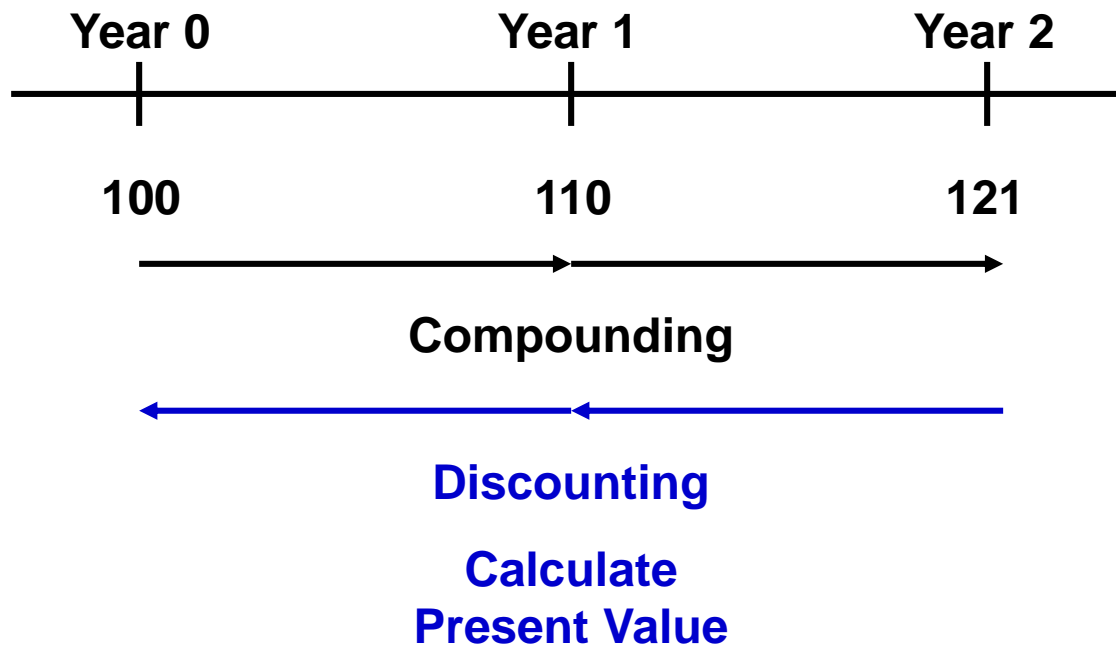 Year 0 Year 1 Year 2
100 110 121
Compounding
Discounting
Calculate
Present Value